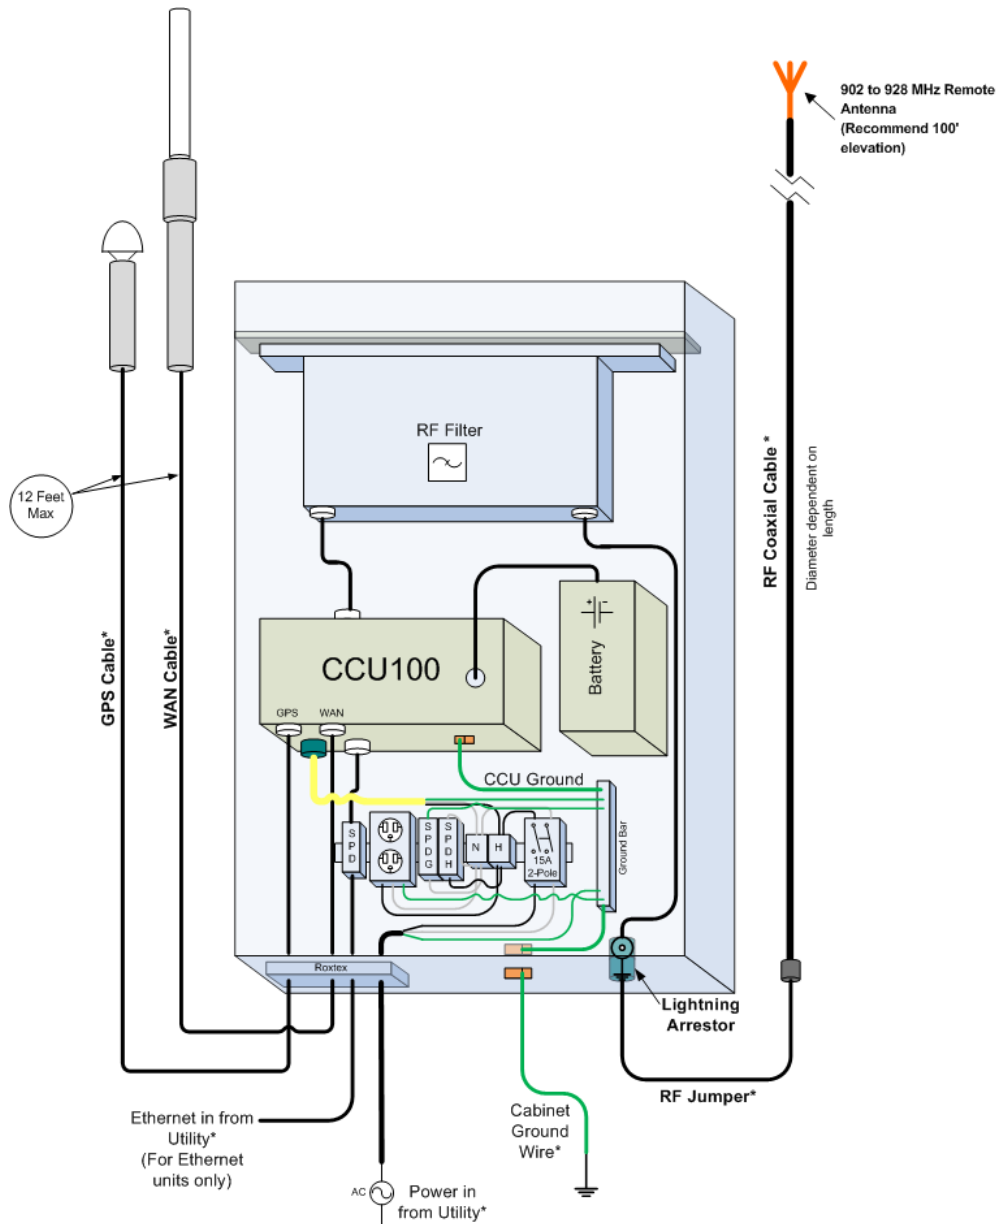 902 to 928 MHz Remote
Antenna
(Recommend 100'
elevation)
RF Filter
12 Feet
Max
RF Coaxial Cable *
Diameter dependent on
length
GPS Cable*
WAN Cable*
Battery
+
-
CCU100
GPS
WAN
CCU Ground
SPD
SPDG
SPDH
N
H
15A
2-Pole
Ground Bar
Roxtex
Lightning
Arrestor
RF Jumper*
Ethernet in from
Utility*
(For Ethernet
units only)
Cabinet
Ground
Wire*
AC
Power in
from Utility*